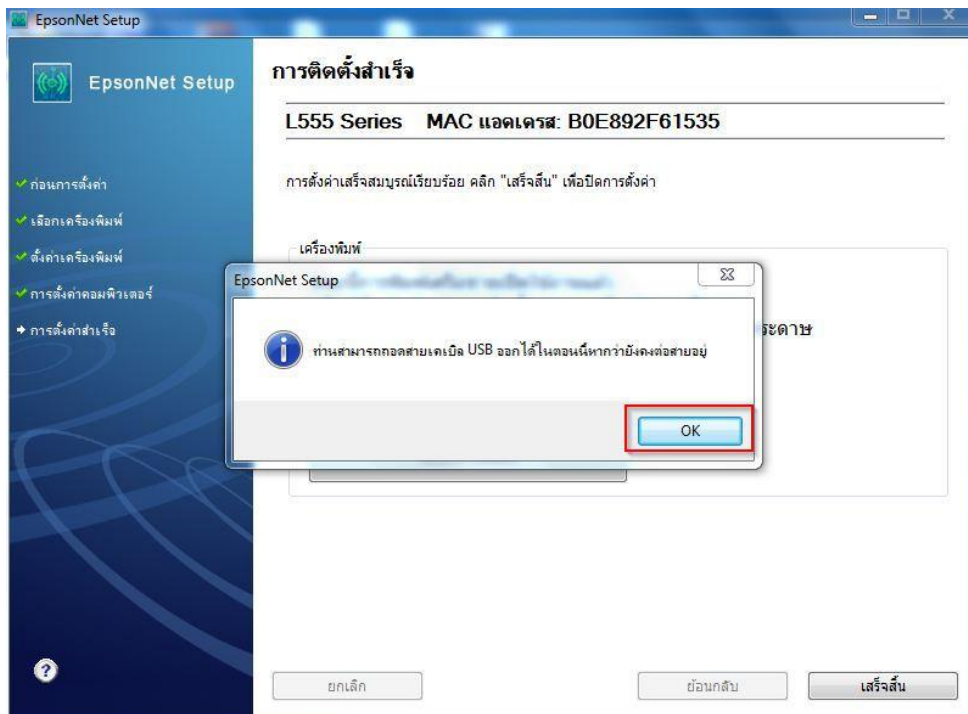 EpsonNet Setup
EpsonNet Setup
การติดตั้งสำเร็จ
L555 Series MAC แอดเดรส: B0E892F61535
ก่อนการตั้งค่า
เลือกเครื่องพิมพ์
ตั้งค่าเครื่องพิมพ์
การตั้งค่าคอมพิวเตอร์
การตั้งค่าสำเร็จ
การตั้งค่าเสร็จสมบูรณ์เรียบร้อย คลิก "เสร็จสิ้น" เพื่อปิดการตั้งค่า
เครื่องพิมพ์
EpsonNet Setup
ท่านสามารถถอดสายเคเบิล USB ออกได้ในตอนนี้หากว่ายังคงต่อสายอยู่
OK
ระดาษ
ยกเลิก
ย้อนกลับ
เสร็จสิ้น